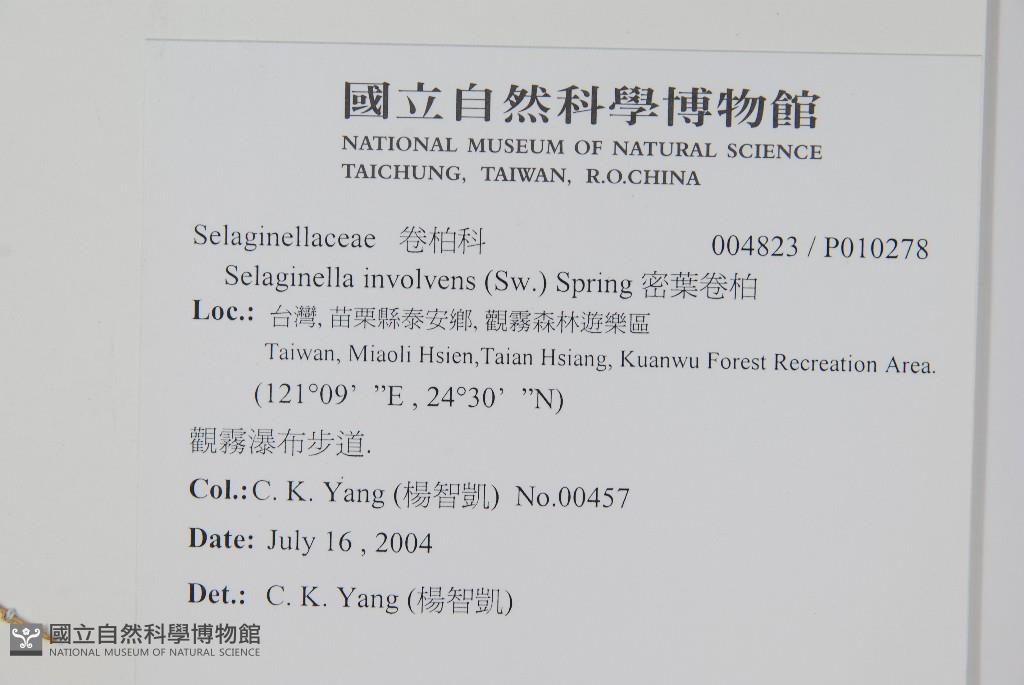 國立自然科學博物館
NATIONAL MUSEUM OF NATURAL SCIENCE
TAICHUNG, TAIWAN, R.O.CHINA
Selaginellaceae 卷柏科 004823 / P010278
Selaginella involvens (Sw.) Spring 密葉卷柏
Loc.: 台灣, 苗栗縣泰安鄉, 觀霧森林遊樂區
Taiwan, Miaoli Hsien,Taian Hsiang, Kuanwu Forest Recreation Area.
(121°09’ ”E , 24°30’ ”N)
觀霧瀑布步道.
Col.: C. K. Yang (楊智凱) No.00457
Date: July 16 , 2004
Det.: C. K. Yang (楊智凱)
國立自然科學博物館
NATIONAL MUSEUM OF NATURAL SCIENCE